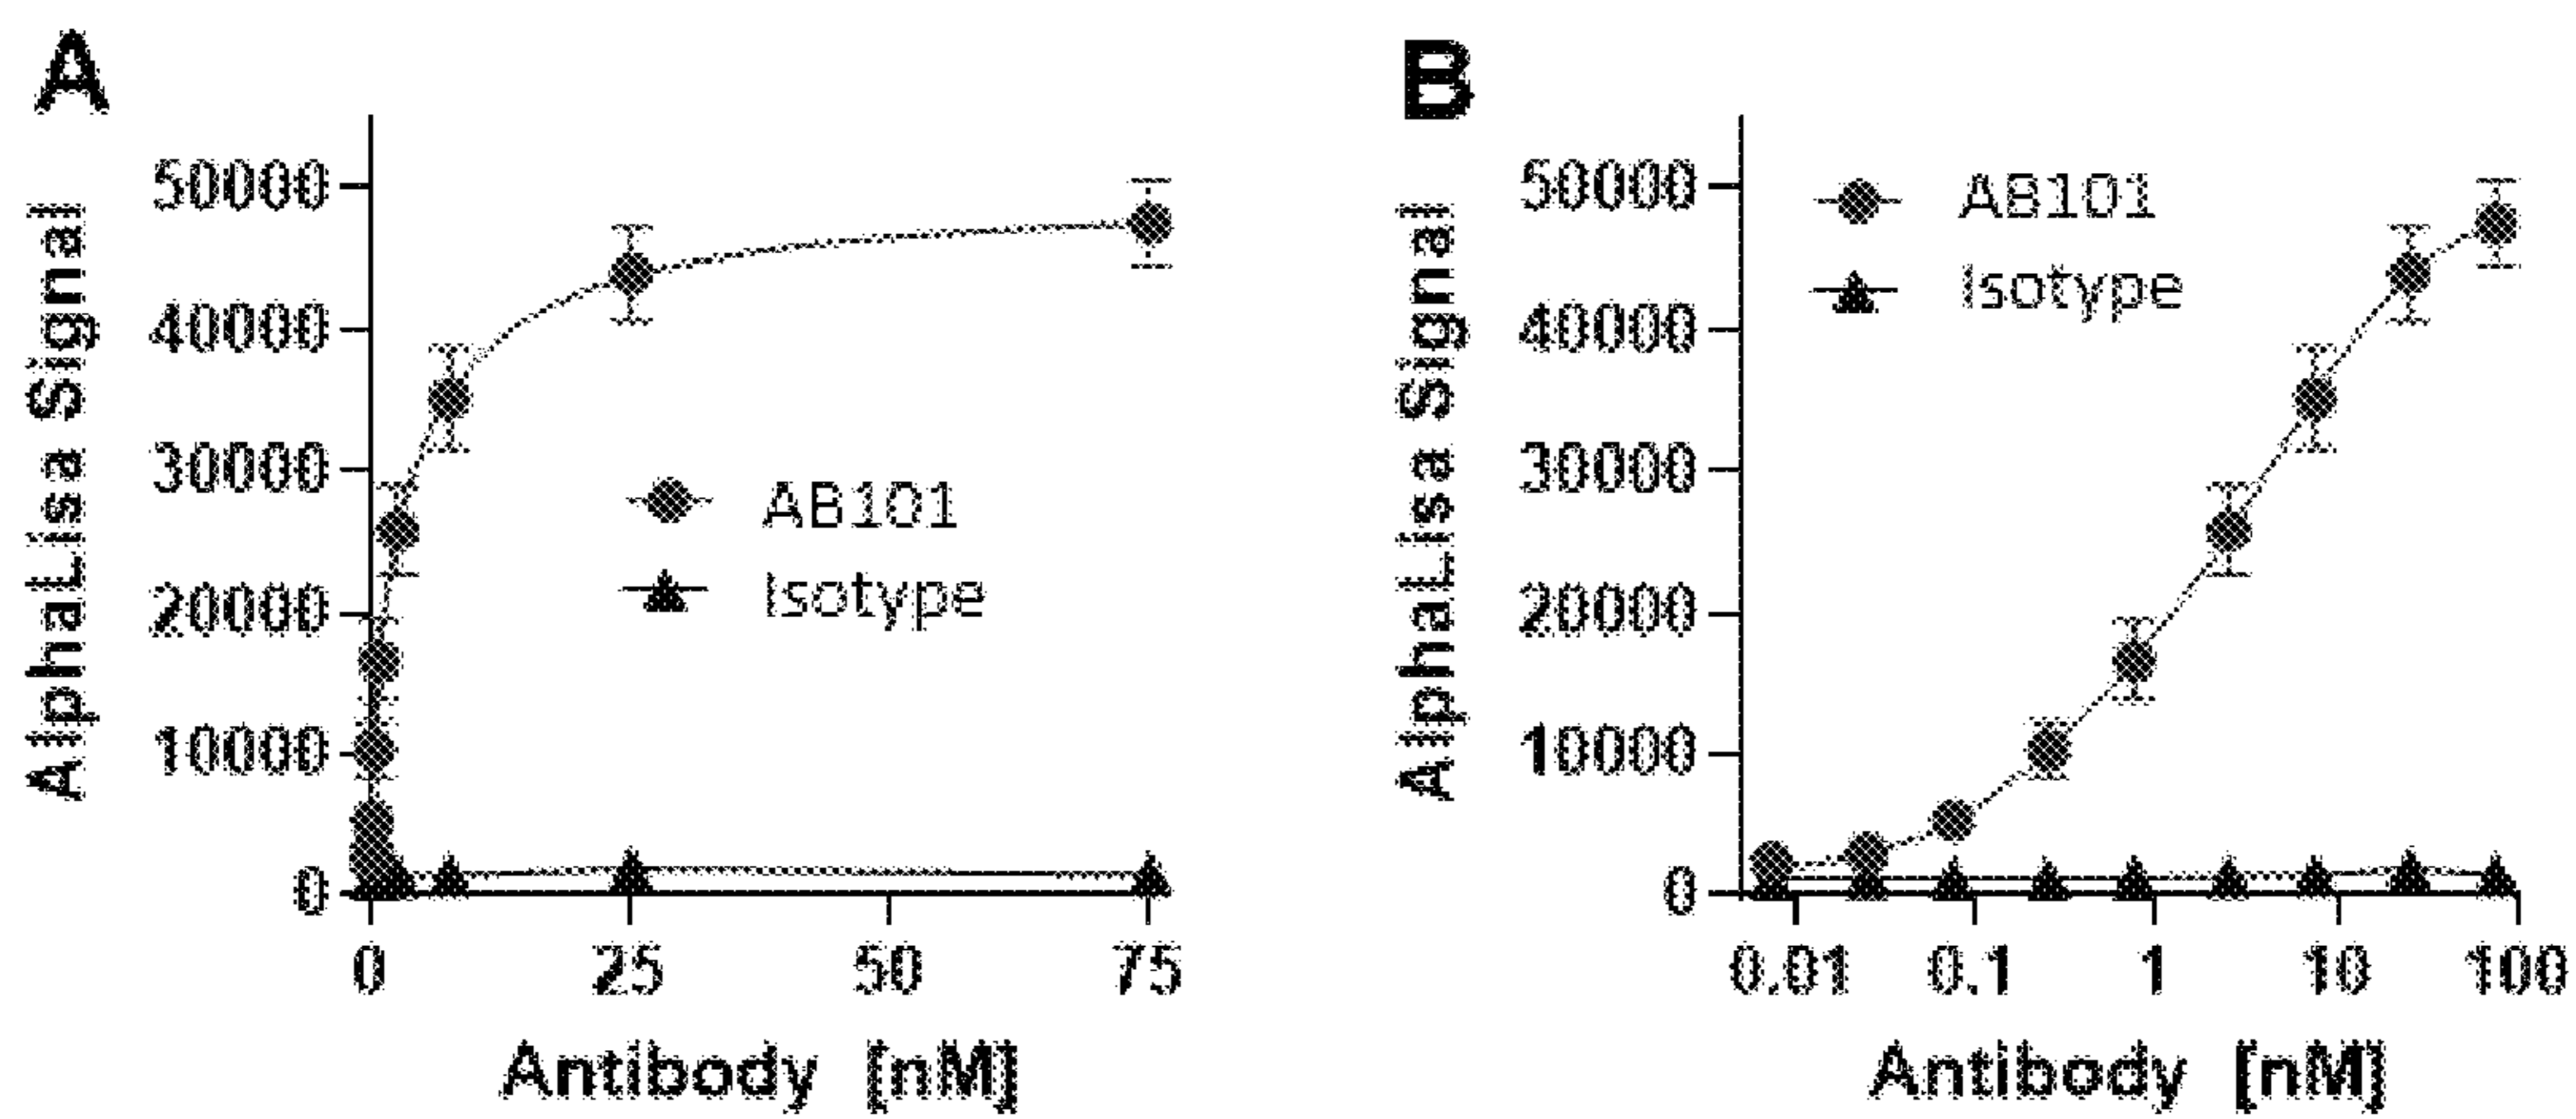 A
AlphaLisa Signal
50000
40000
30000
20000
10000
0
AB101
Isotype
0 25 50 75
Antibody [nM]
B
AlphaLisa Signal
50000
40000
30000
20000
10000
0
AB101
Isotype
0.01 0.1 1 10 100
Antibody [nM]